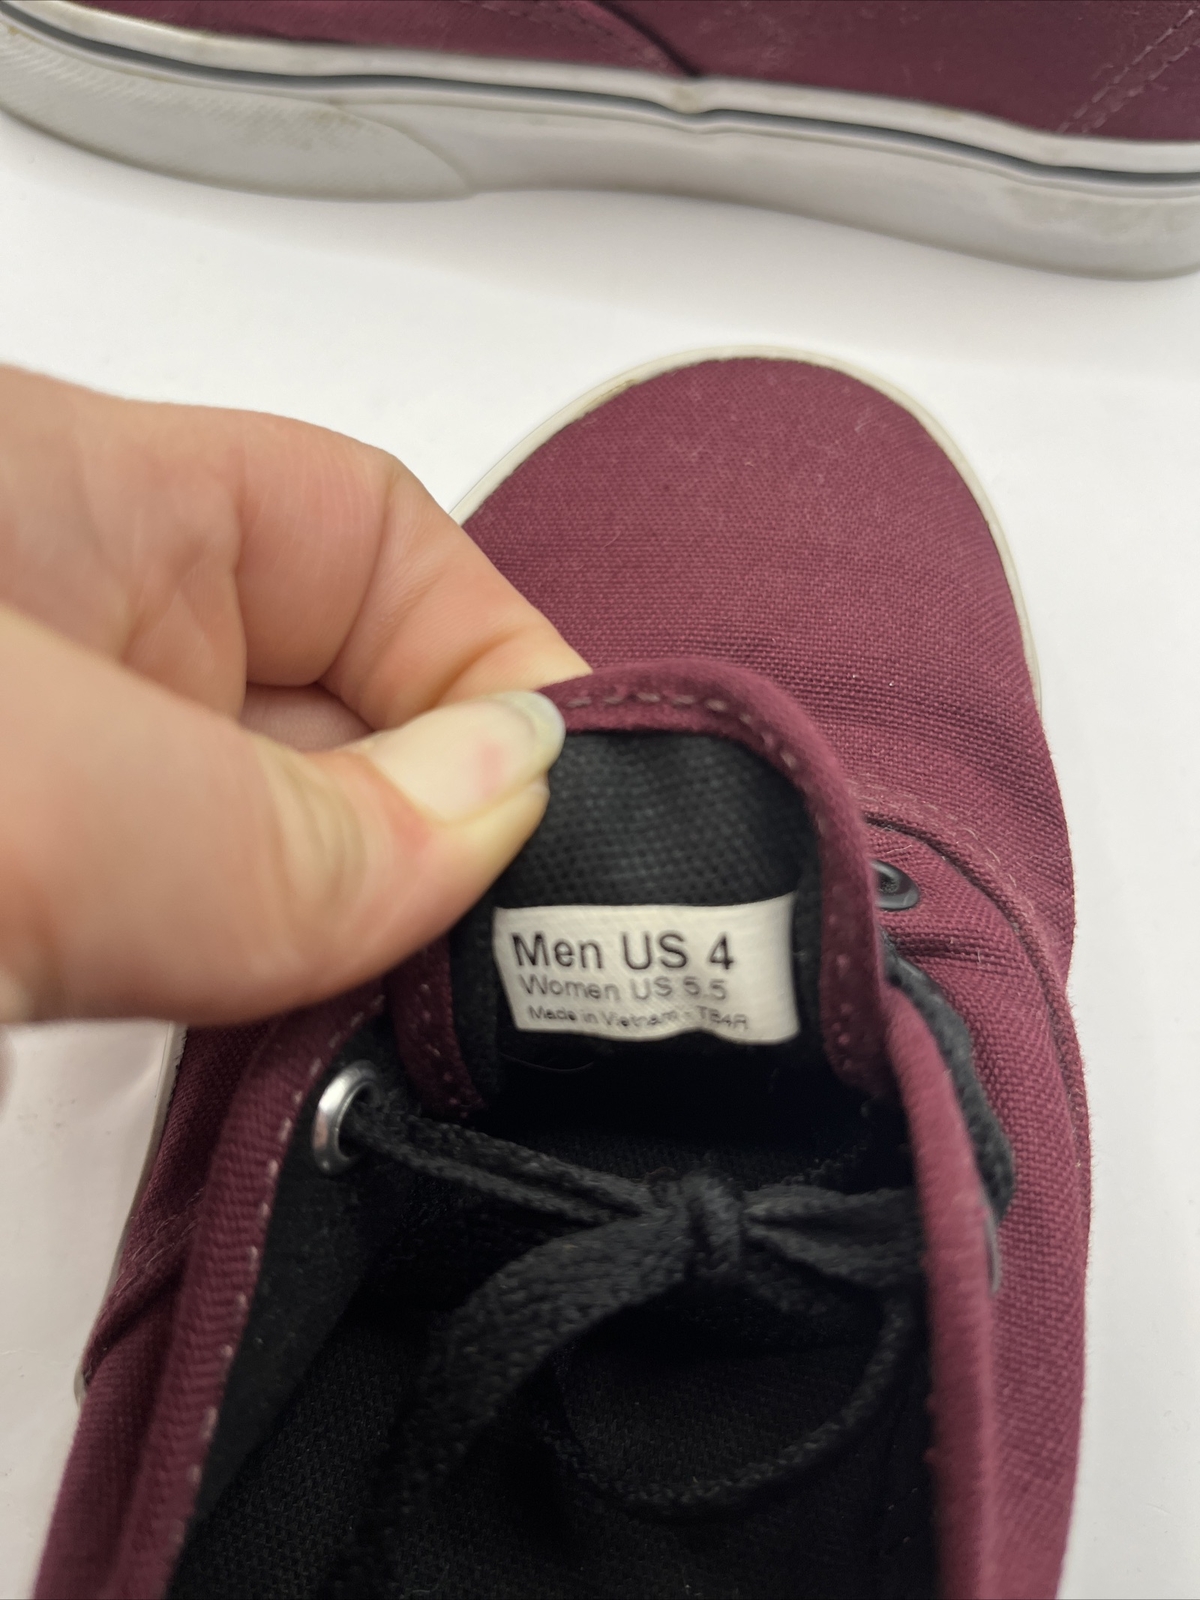 Men US 4
Women US 5.5
Made in Vietnam - TB4R